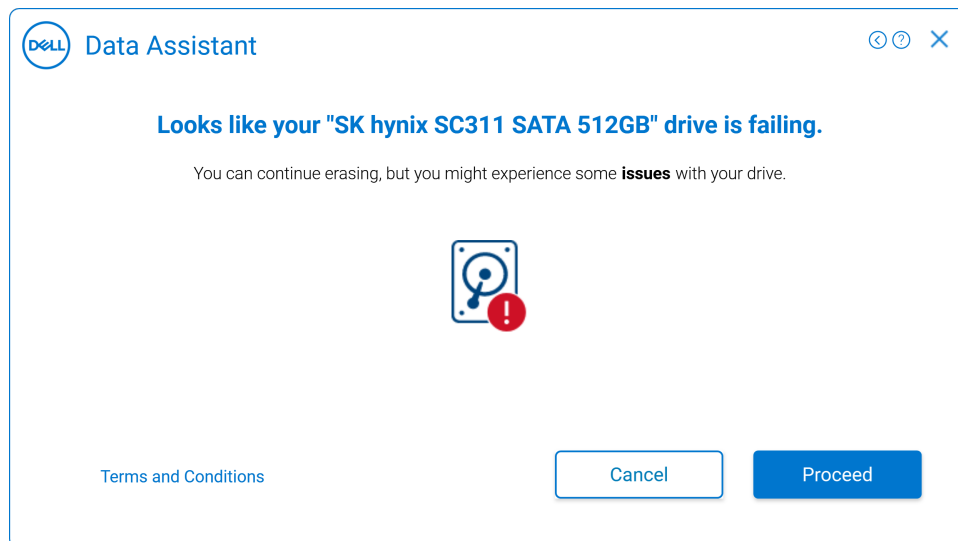 DELL Data Assistant
Looks like your "SK hynix SC311 SATA 512GB" drive is failing.
You can continue erasing, but you might experience some issues with your drive.
Terms and Conditions
Cancel
Proceed